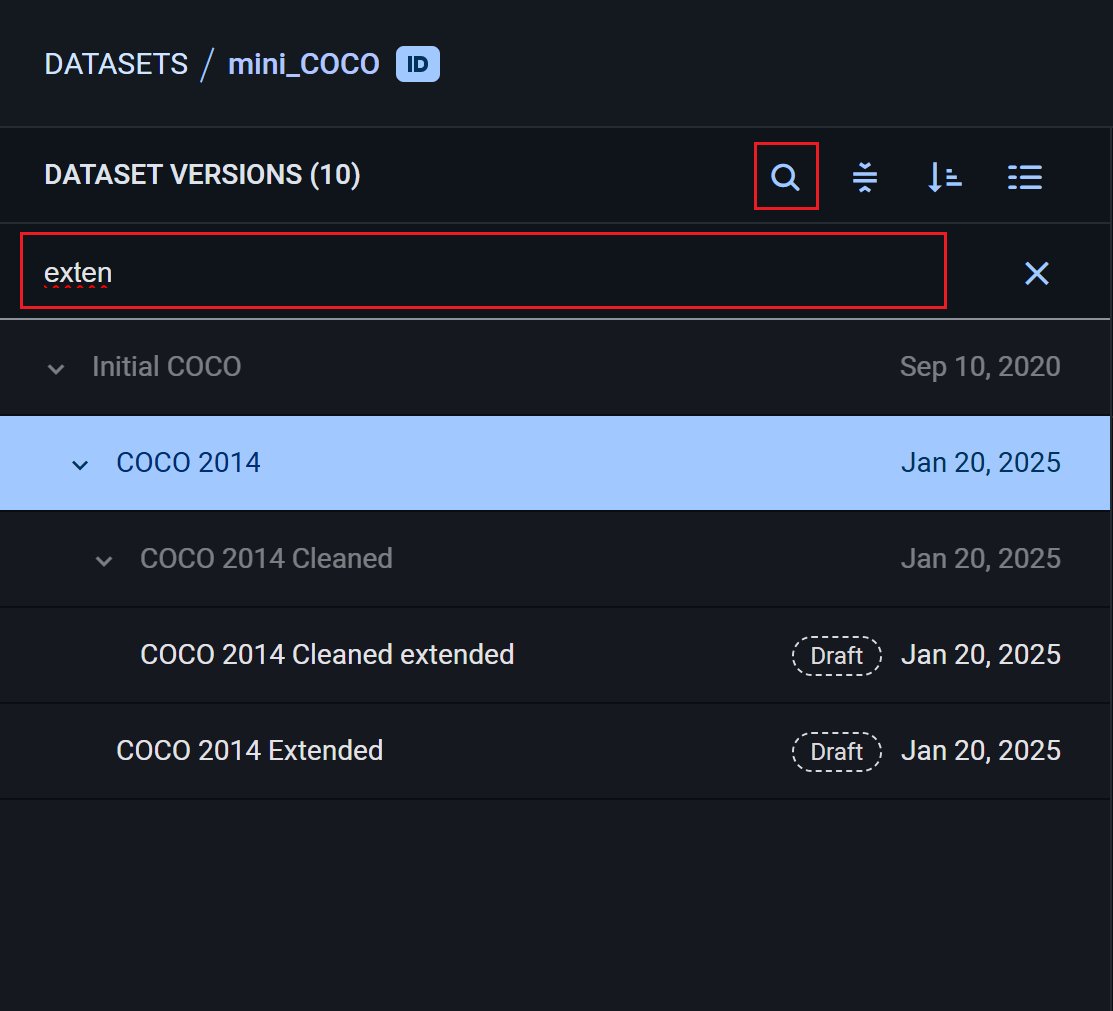 DATASETS / mini_COCO ID
DATASET VERSIONS (10)
exten
Initial COCO Sep 10, 2020
COCO 2014 Jan 20, 2025
COCO 2014 Cleaned Jan 20, 2025
COCO 2014 Cleaned extended Draft Jan 20, 2025
COCO 2014 Extended Draft Jan 20, 2025